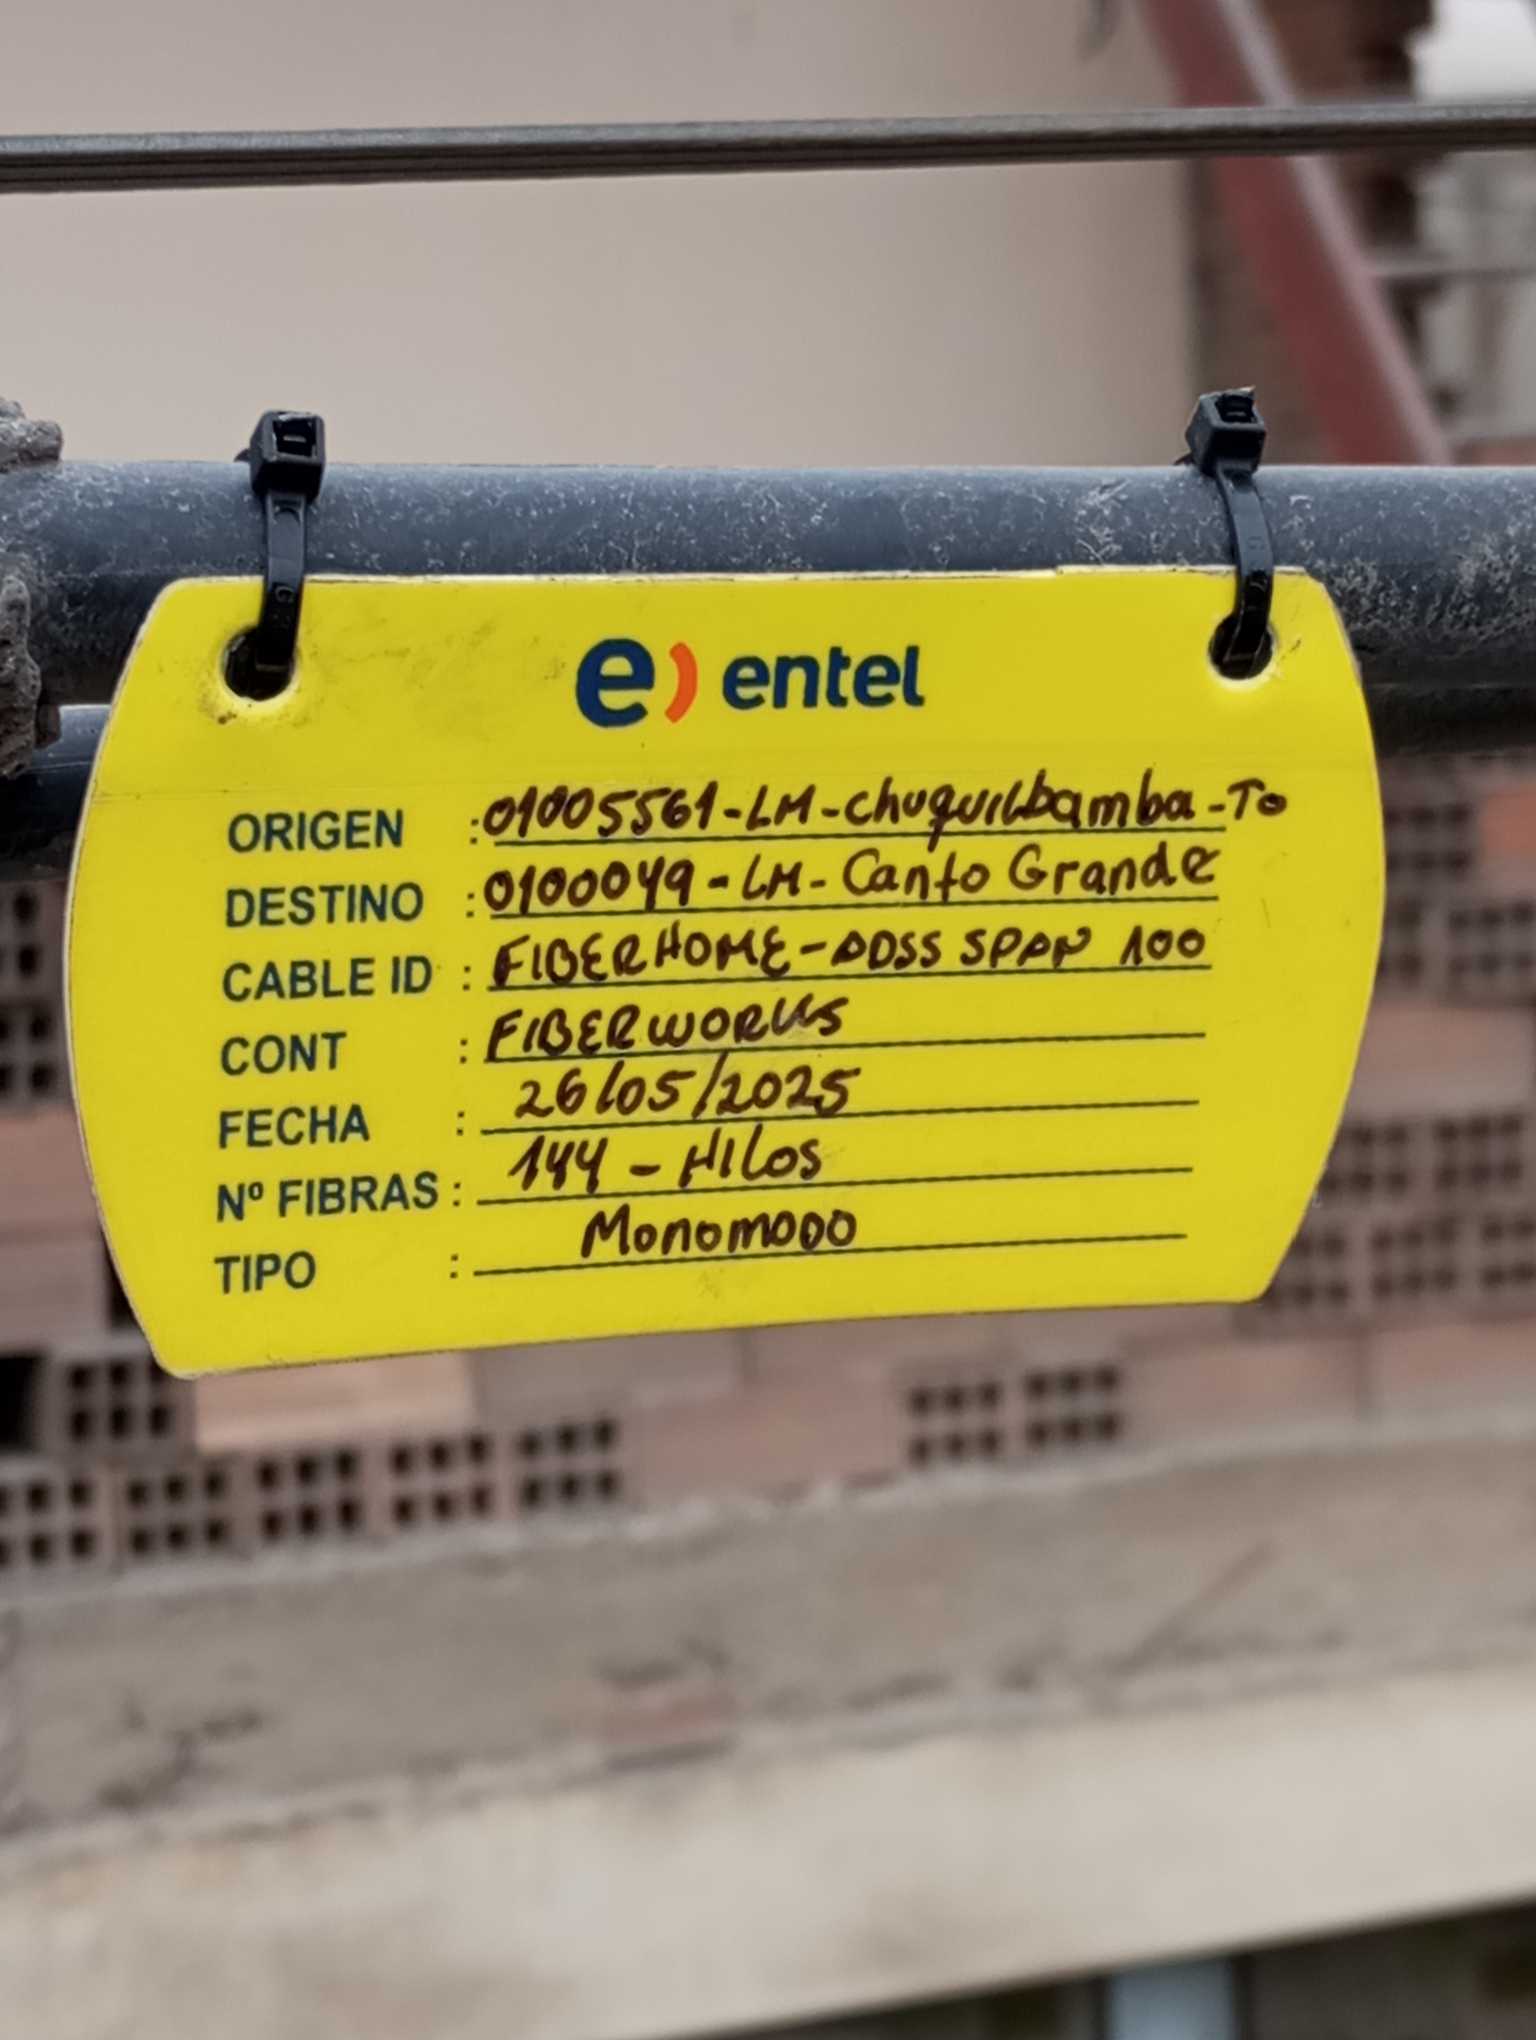 e) entel
ORIGEN : 01005561-LM-Chuquibamba-To
DESTINO : 0100049-LM-Canto Grande
CABLE ID : FIBERHOME-ADSS SPAN 100
CONT : FIBERWORKS
FECHA : 26/05/2025
Nº FIBRAS : 144-HILOS
TIPO : Monomodo